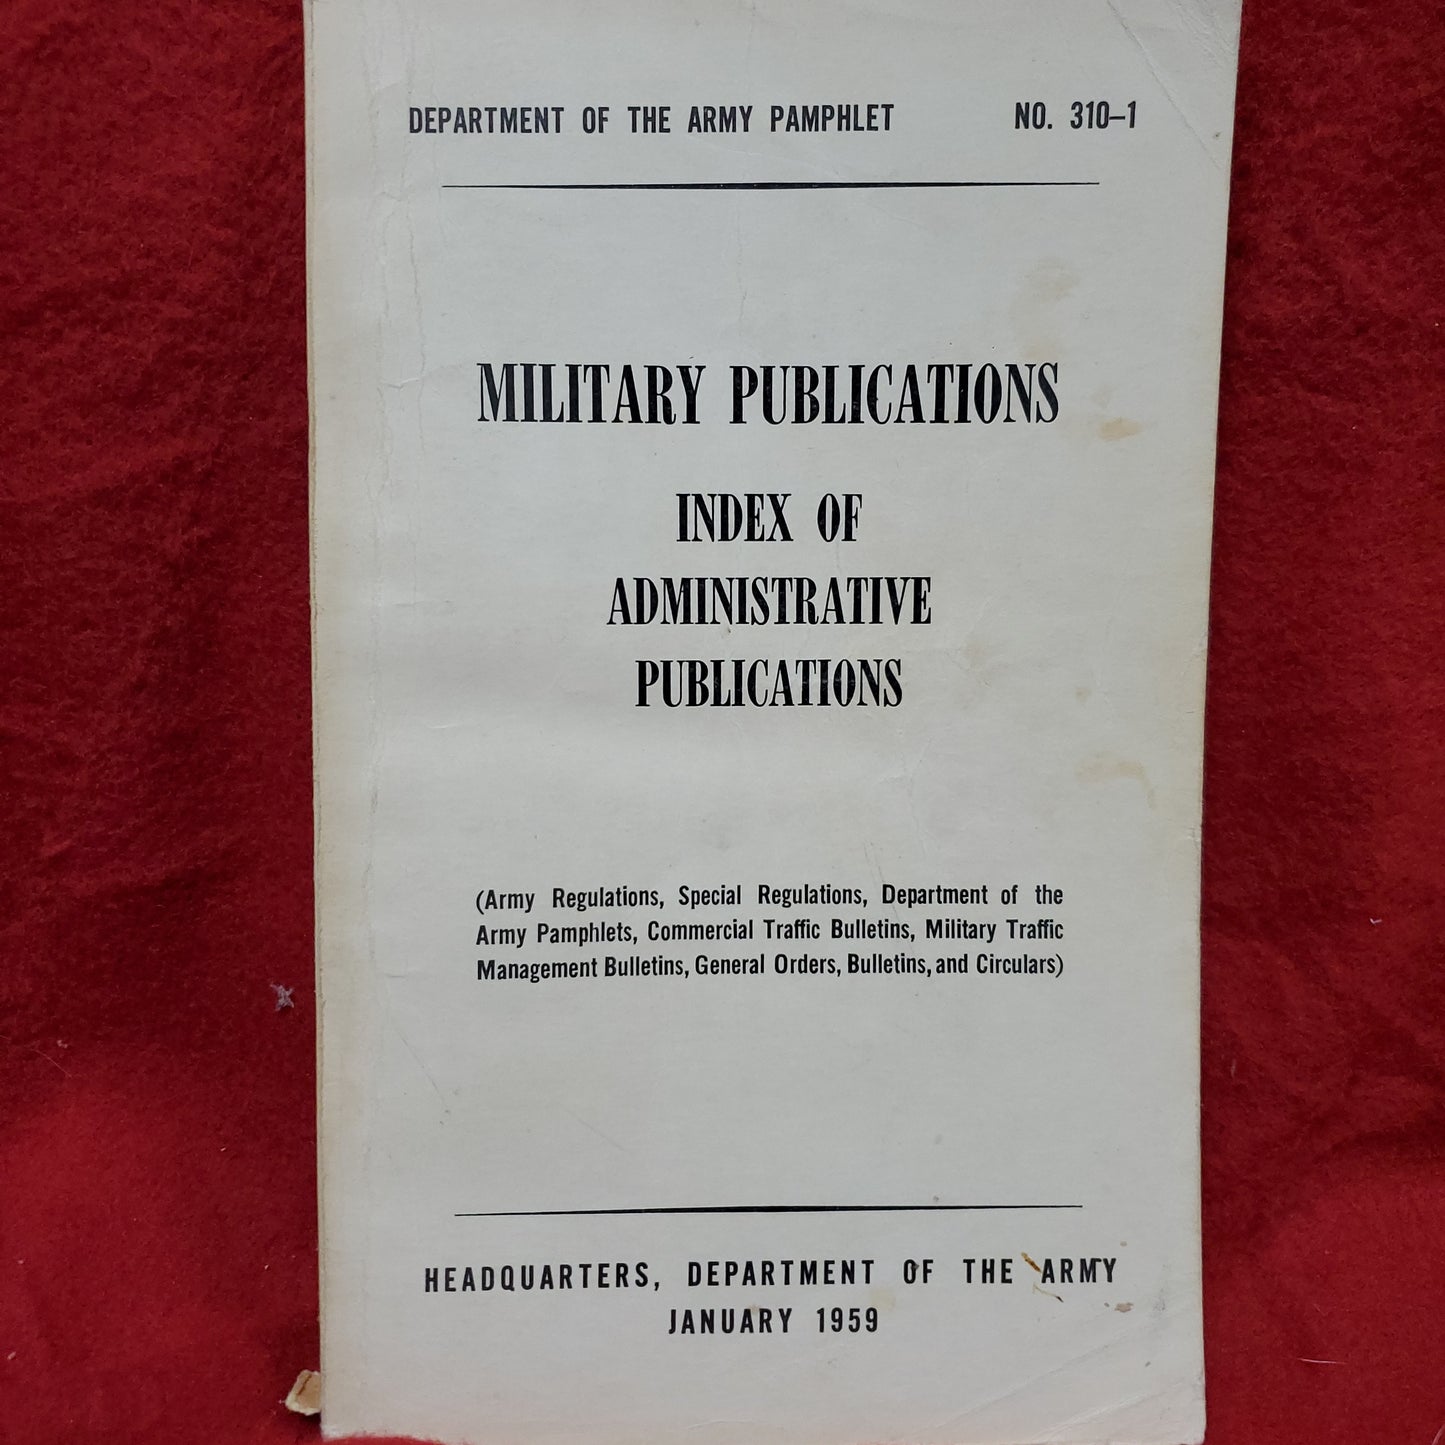 DEPARTMENT OF THE ARMY PAMPHLET NO. 310–1
MILITARY PUBLICATIONS
INDEX OF
ADMINISTRATIVE
PUBLICATIONS
(Army Regulations, Special Regulations, Department of the
Army Pamphlets, Commercial Traffic Bulletins, Military Traffic
Management Bulletins, General Orders, Bulletins, and Circulars)
HEADQUARTERS, DEPARTMENT OF THE ARMY
JANUARY 1959